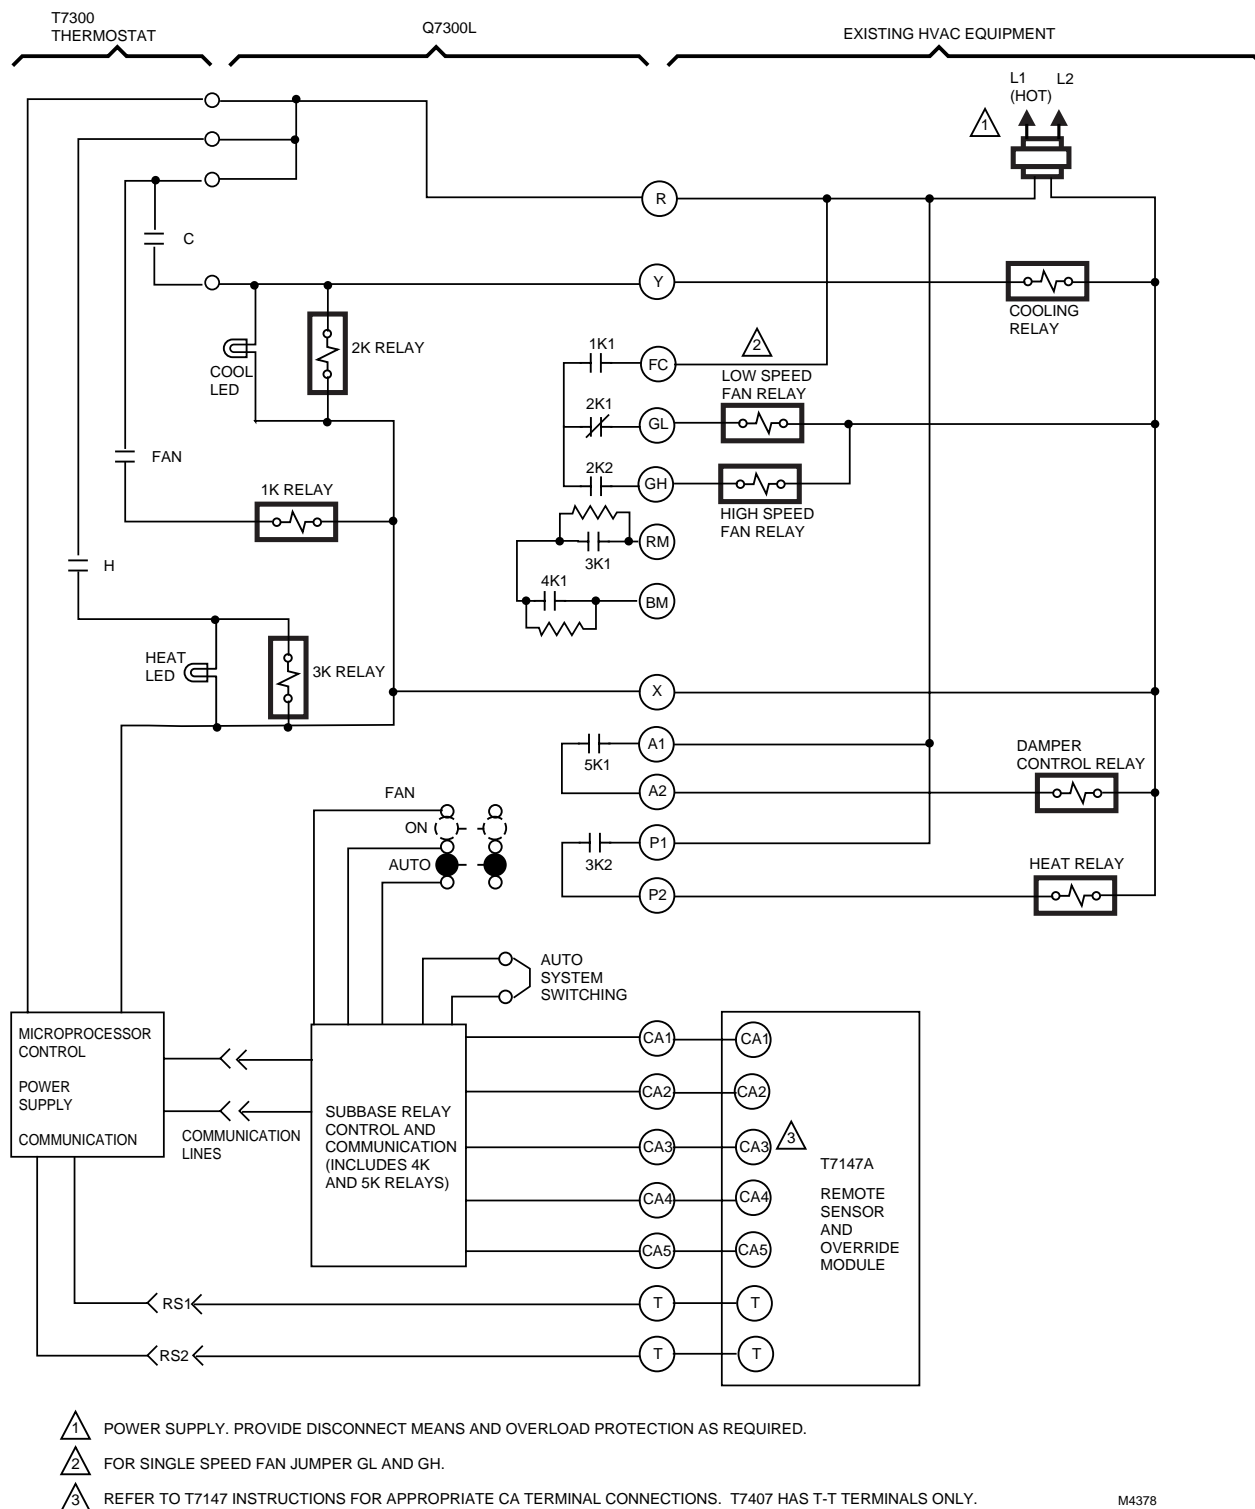 T7300
THERMOSTAT
Q7300L
EXISTING HVAC EQUIPMENT
L1
(HOT)
L2
1
R
C
Y
COOLING
RELAY
2K RELAY
COOL
LED
1K1
FC
2
LOW SPEED
FAN RELAY
2K1
GL
FAN
2K2
GH
1K RELAY
HIGH SPEED
FAN RELAY
RM
3K1
H
4K1
BM
HEAT
LED
3K RELAY
X
A1
5K1
DAMPER
CONTROL RELAY
A2
FAN
ON
AUTO
P1
3K2
HEAT RELAY
P2
AUTO
SYSTEM
SWITCHING
MICROPROCESSOR
CONTROL
POWER
SUPPLY
COMMUNICATION
COMMUNICATION
LINES
SUBBASE RELAY
CONTROL AND
COMMUNICATION
(INCLUDES 4K
AND 5K RELAYS)
CA1
CA1
CA2
CA2
CA3
CA3
3
CA4
CA4
CA5
CA5
T7147A
REMOTE
SENSOR
AND
OVERRIDE
MODULE
RS1
T
T
RS2
T
T
1 POWER SUPPLY. PROVIDE DISCONNECT MEANS AND OVERLOAD PROTECTION AS REQUIRED.
2 FOR SINGLE SPEED FAN JUMPER GL AND GH.
3 REFER TO T7147 INSTRUCTIONS FOR APPROPRIATE CA TERMINAL CONNECTIONS. T7407 HAS T-T TERMINALS ONLY.
M4378